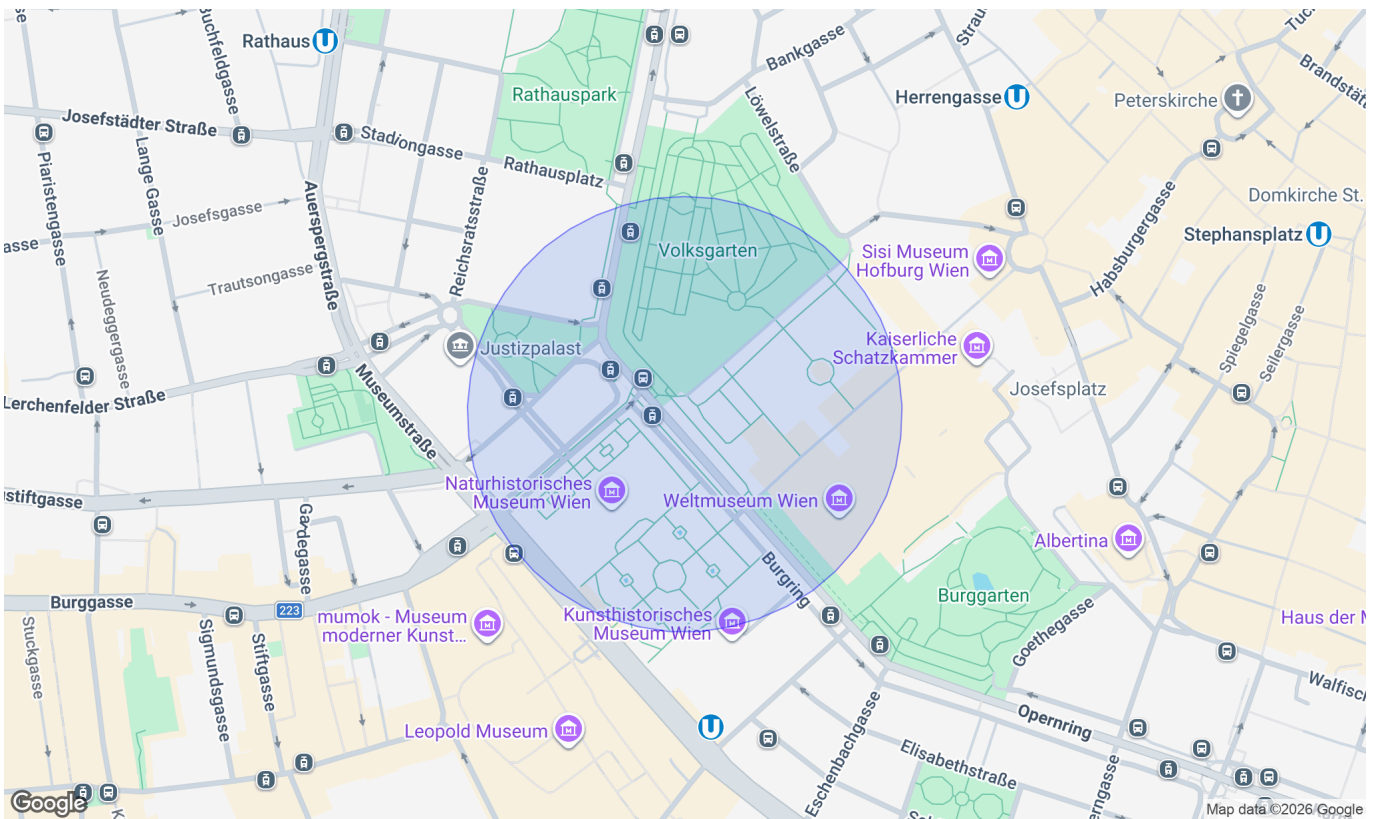 Rathaus
Buchfeldgasse
Rathauspark
Bankgasse
Herrengasse
Peterskirche
Brandstätt
Josefstädter Straße
Stadiongasse
Rathausplatz
Löwelstraße
Piaristengasse
Lange Gasse
Josefsgasse
Auerspergstraße
Reichsratsstraße
Domkirche St.
Stephansplatz
Habsburgergasse
Volksgarten
Sisi Museum
Hofburg Wien
Trautsongasse
Neudeggergasse
Justizpalast
Kaiserliche
Schatzkammer
Josefsplatz
Spiegelgasse
Seilergasse
Lerchenfelder Straße
Museumstraße
Naturhistorisches
Museum Wien
Weltmuseum Wien
ustiftgasse
Gardegasse
Albertina
Burggasse
223
Burgring
Burggarten
Goethegasse
mumok - Museum
moderner Kunst...
Kunsthistorisches
Museum Wien
Haus der M
Stuckgasse
Sigmundsgasse
Stiftgasse
Walfisch
Leopold Museum
Opernring
Eschenbachgasse
Elisabethstraße
Google
Map data ©2026 Google